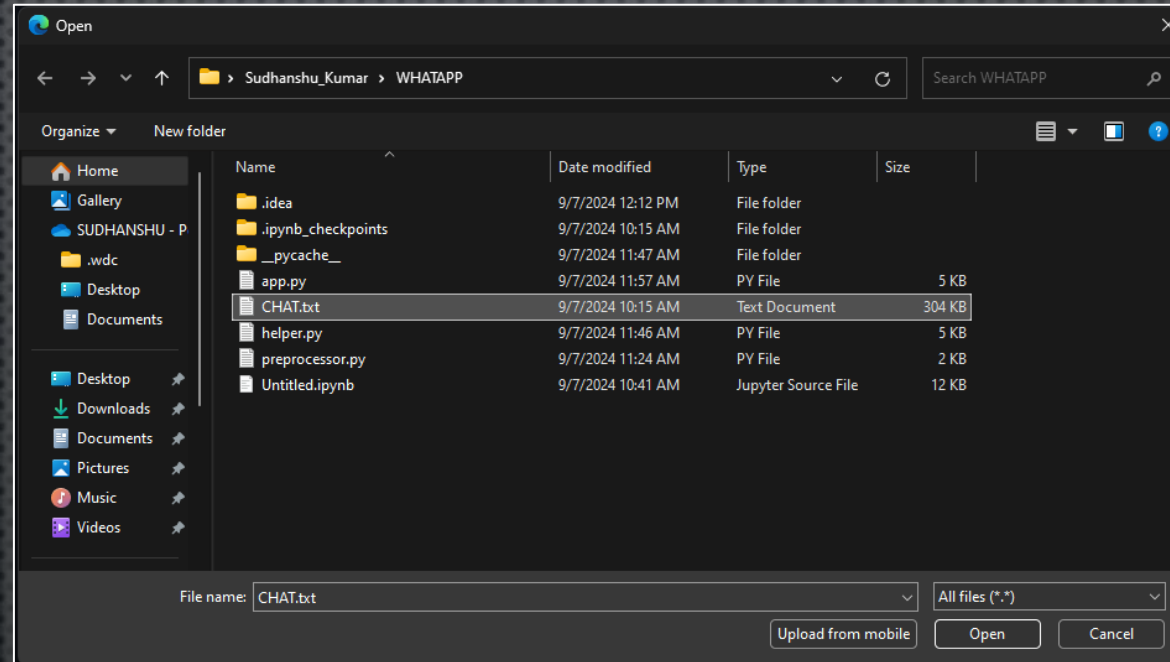 Open
Sudhanshu_Kumar > WHATAPP
Search WHATAPP
Organize
New folder
Home
Gallery
SUDHANSHU - P
.wdc
Desktop
Documents
Desktop
Downloads
Documents
Pictures
Music
Videos
Name Date modified Type Size
.idea 9/7/2024 12:12 PM File folder
.ipynb_checkpoints 9/7/2024 10:15 AM File folder
__pycache__ 9/7/2024 11:47 AM File folder
app.py 9/7/2024 11:57 AM PY File 5 KB
CHAT.txt 9/7/2024 10:15 AM Text Document 304 KB
helper.py 9/7/2024 11:46 AM PY File 5 KB
preprocessor.py 9/7/2024 11:24 AM PY File 2 KB
Untitled.ipynb 9/7/2024 10:41 AM Jupyter Source File 12 KB
File name: CHAT.txt
All files (*.*)
Upload from mobile
Open
Cancel